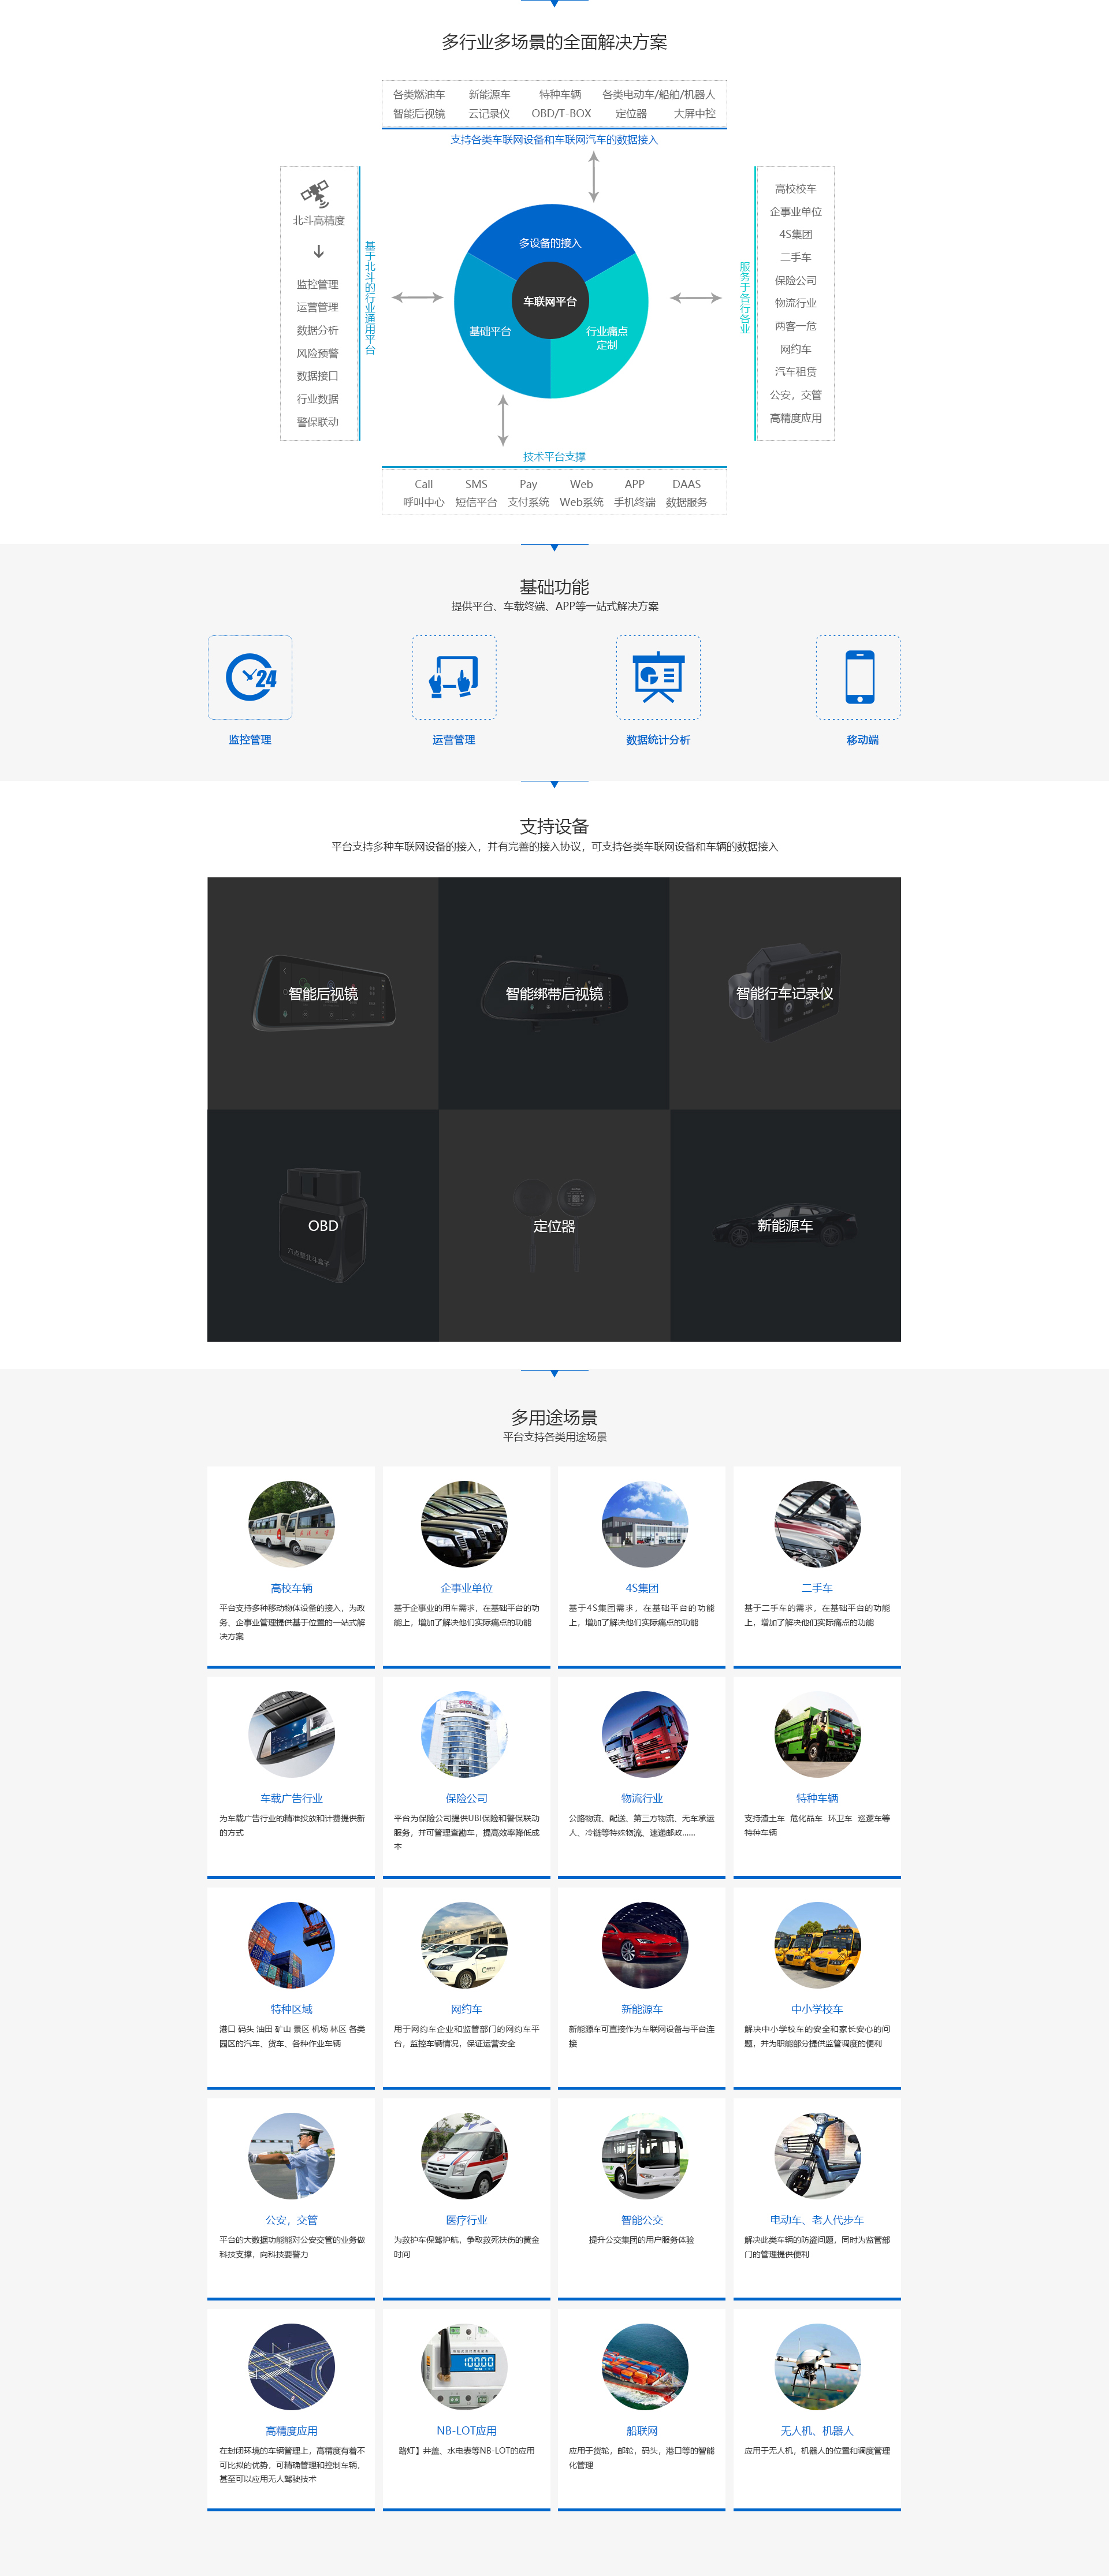 多行业多场景的全面解决方案
各类燃油车 新能源车 特种车辆 各类电动车/船舶/机器人
智能后视镜 云记录仪 OBD/T-BOX 定位器 大屏中控
支持各类车联网设备和车联网汽车的数据接入
北斗高精度
监控管理
运营管理
数据分析
风险预警
数据接口
行业数据
警保联动
基于北斗的行业通用平台
多设备的接入
车联网平台
基础平台
行业痛点
定制
服务于各行各业
高校校车
企事业单位
4S集团
二手车
保险公司
物流行业
两客一危
网约车
汽车租赁
公安，交管
高精度应用
技术平台支撑
Call SMS Pay Web APP DAAS
呼叫中心 短信平台 支付系统 Web系统 手机终端 数据服务
基础功能
提供平台、车载终端、APP等一站式解决方案
24
监控管理
运营管理
数据统计分析
移动端
支持设备
平台支持多种车联网设备的接入，并有完善的接入协议，可支持各类车联网设备和车辆的数据接入
智能后视镜
智能绑带后视镜
智能行车记录仪
OBD
定位器
新能源车
多用途场景
平台支持各类用途场景
高校车辆
平台支持多种移动物体设备的接入，为政
务、企事业管理提供基于位置的一站式解
决方案
企事业单位
基于企事业的用车需求，在基础平台的功
能上，增加了解决他们实际痛点的功能
4S集团
基于4S集团需求，在基础平台的功能
上，增加了解决他们实际痛点的功能
二手车
基于二手车的需求，在基础平台的功能
上，增加了解决他们实际痛点的功能
车载广告行业
为车载广告行业的精准投放和计费提供新
的方式
保险公司
平台为保险公司提供UBI保险和警保联动
服务，并可管理查勘车，提高效率降低成
本
物流行业
公路物流、配送、第三方物流、无车承运
人、冷链等特殊物流、速递邮政……
特种车辆
支持渣土车 危化品车 环卫车 巡逻车等
特种车辆
特种区域
港口 码头 油田 矿山 景区 机场 林区 各类
园区的汽车、货车、各种作业车辆
网约车
用于网约车企业和监管部门的网约车平
台，监控车辆情况，保证运营安全
新能源车
新能源车可直接作为车联网设备与平台连
接
中小学校车
解决中小学校车的安全和家长安心的问
题，并为职能部分提供监管调度的便利
公安，交管
平台的大数据功能能对公安交管的业务做
科技支撑，向科技要警力
医疗行业
为救护车保驾护航，争取救死扶伤的黄金
时间
智能公交
提升公交集团的用户服务体验
电动车、老人代步车
解决此类车辆的防盗问题，同时为监管部
门的管理提供便利
高精度应用
在封闭环境的车辆管理上，高精度有着不
可比拟的优势，可精确管理和控制车辆，
甚至可以应用无人驾驶技术
NB-LOT应用
路灯】井盖、水电表等NB-LOT的应用
船联网
应用于货轮，邮轮，码头，港口等的智能
化管理
无人机、机器人
应用于无人机，机器人的位置和调度管理